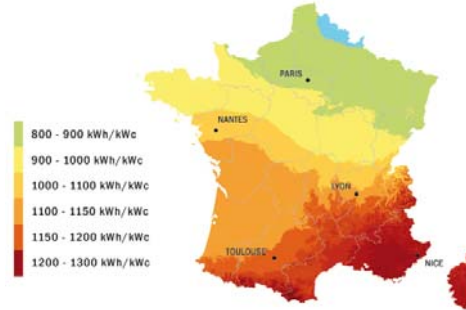 PARIS
NANTES
LYON
TOULOUSE
NICE
800 - 900 kWh/kWc
900 - 1000 kWh/kWc
1000 - 1100 kWh/kWc
1100 - 1150 kWh/kWc
1150 - 1200 kWh/kWc
1200 - 1300 kWh/kWc